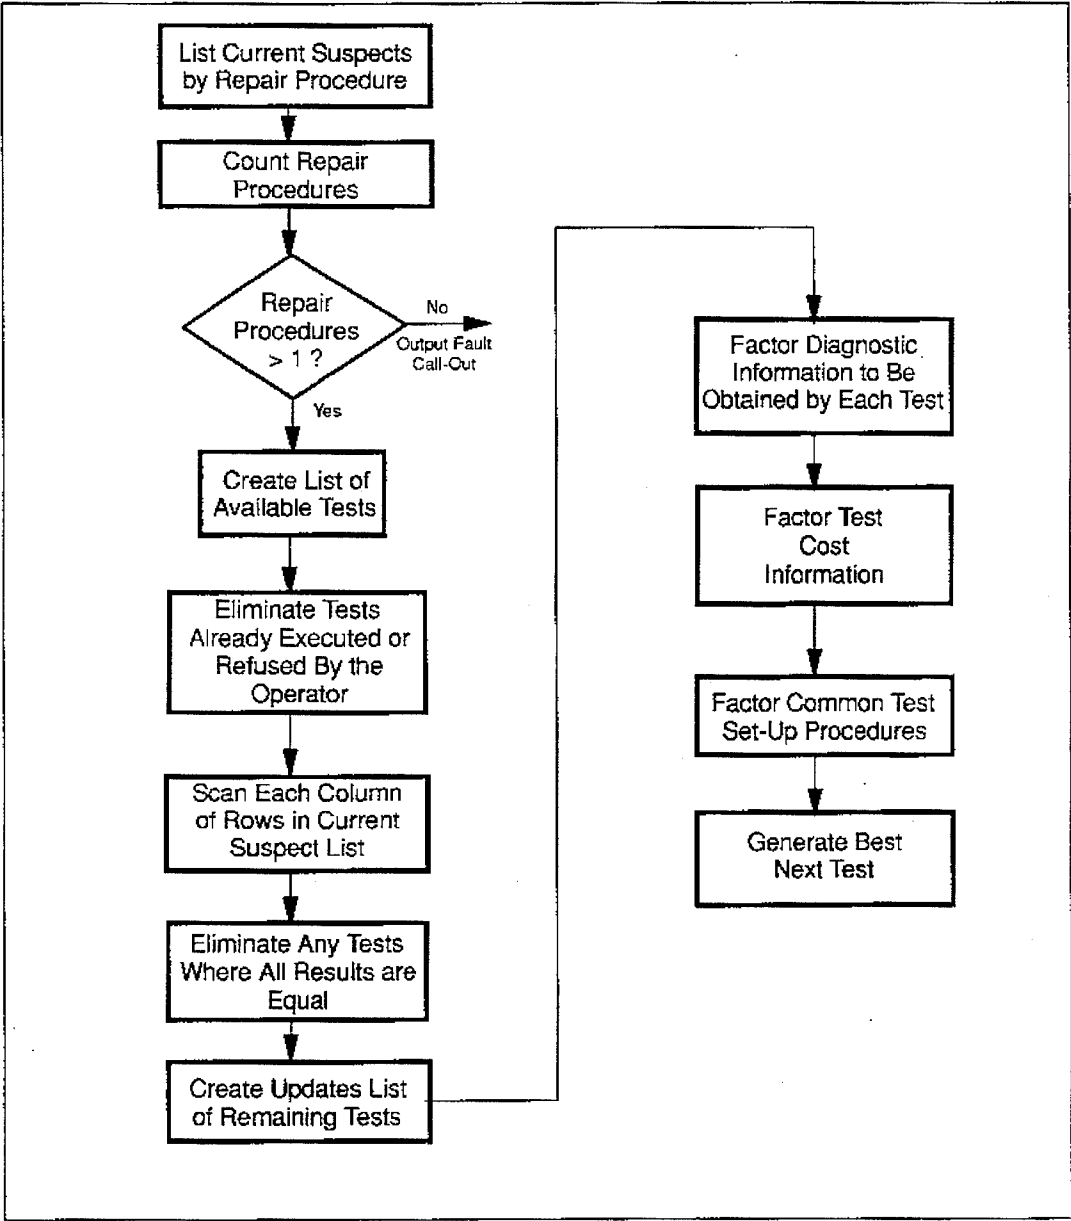 List Current Suspects
by Repair Procedure
Count Repair
Procedures
Repair
Procedures
> 1 ?
No
Output Fault
Call-Out
Yes
Create List of
Available Tests
Eliminate Tests
Already Executed or
Refused By the
Operator
Scan Each Column
of Rows in Current
Suspect List
Eliminate Any Tests
Where All Results are
Equal
Create Updates List
of Remaining Tests
Factor Diagnostic
Information to Be
Obtained by Each Test
Factor Test
Cost
Information
Factor Common Test
Set-Up Procedures
Generate Best
Next Test